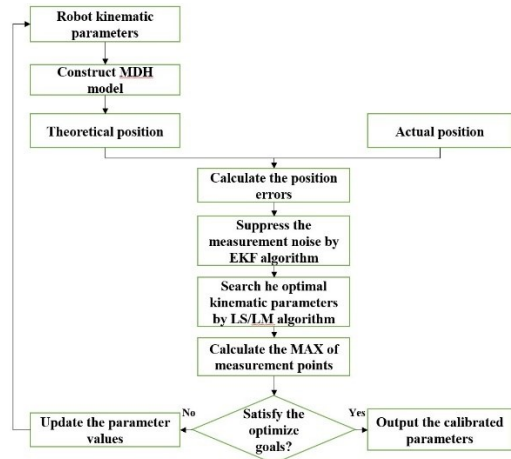 Robot kinematic
parameters
Construct MDH
model
Theoretical position
Actual position
Calculate the position
errors
Suppress the
measurement noise by
EKF algorithm
Search he optimal
kinematic parameters
by LS/LM algorithm
Calculate the MAX of
measurement points
Satisfy the
optimize
goals?
No
Yes
Update the parameter
values
Output the calibrated
parameters